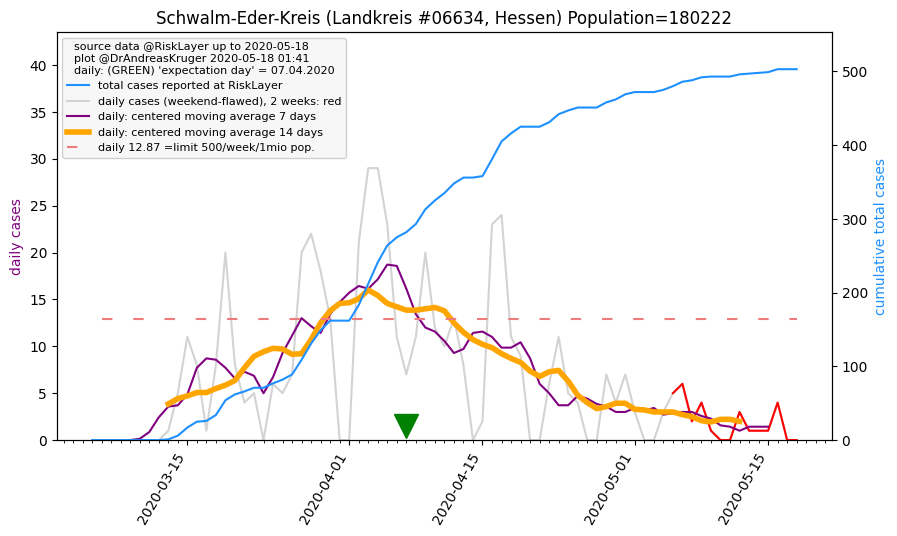 Schwalm-Eder-Kreis (Landkreis #06634, Hessen) Population=180222
source data @RiskLayer up to 2020-05-18
plot @DrAndreasKruger 2020-05-18 01:41
daily: (GREEN) 'expectation day' = 07.04.2020
total cases reported at RiskLayer
daily cases (weekend-flawed), 2 weeks: red
daily: centered moving average 7 days
daily: centered moving average 14 days
daily 12.87 =limit 500/week/1mio pop.
daily cases
40
35
30
25
20
15
10
5
0
500
400
300
200
100
0
cumulative total cases
2020-03-15
2020-04-01
2020-04-15
2020-05-01
2020-05-15